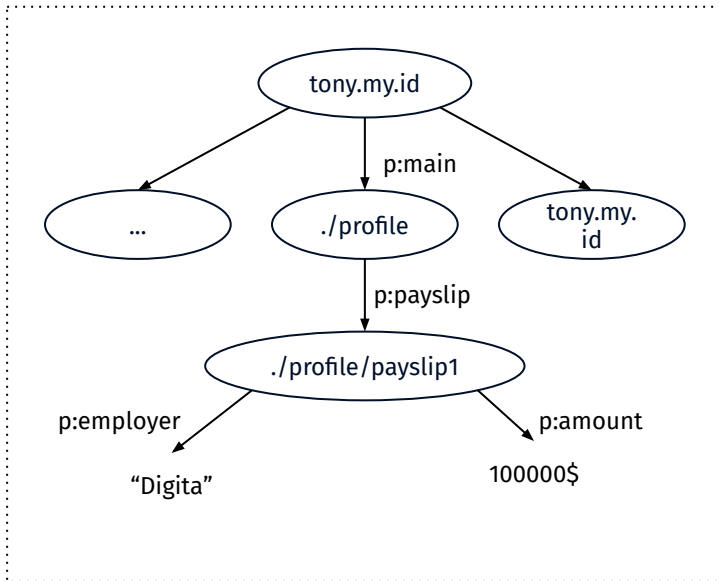 tony.my.id
p:main
...
./profile
tony.my.
id
p:payslip
./profile/payslip1
p:employer
p:amount
“Digita”
100000$